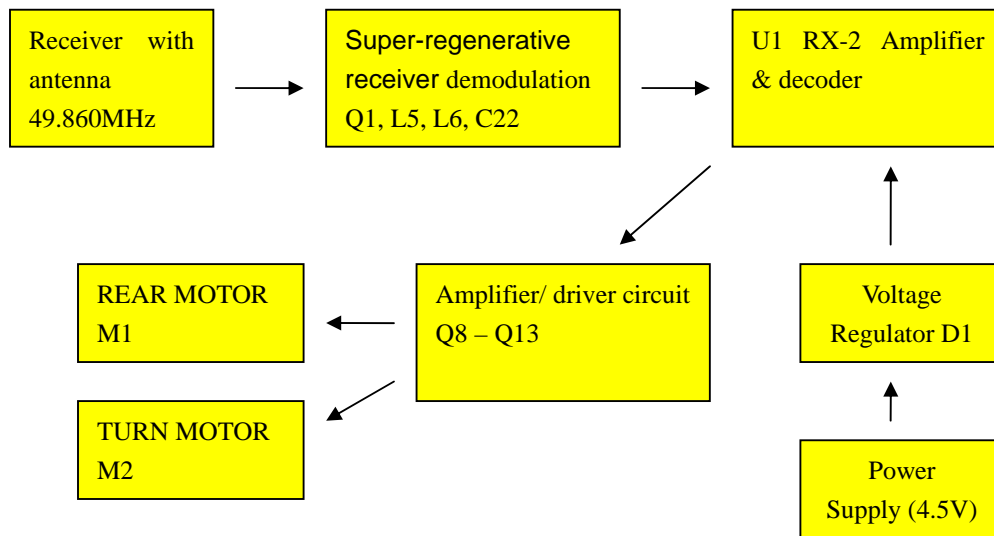 Receiver with
antenna
49.860MHz
Super-regenerative
receiver demodulation
Q1, L5, L6, C22
U1 RX-2 Amplifier
& decoder
REAR MOTOR
M1
Amplifier/ driver circuit
Q8 – Q13
Voltage
Regulator D1
TURN MOTOR
M2
Power
Supply (4.5V)